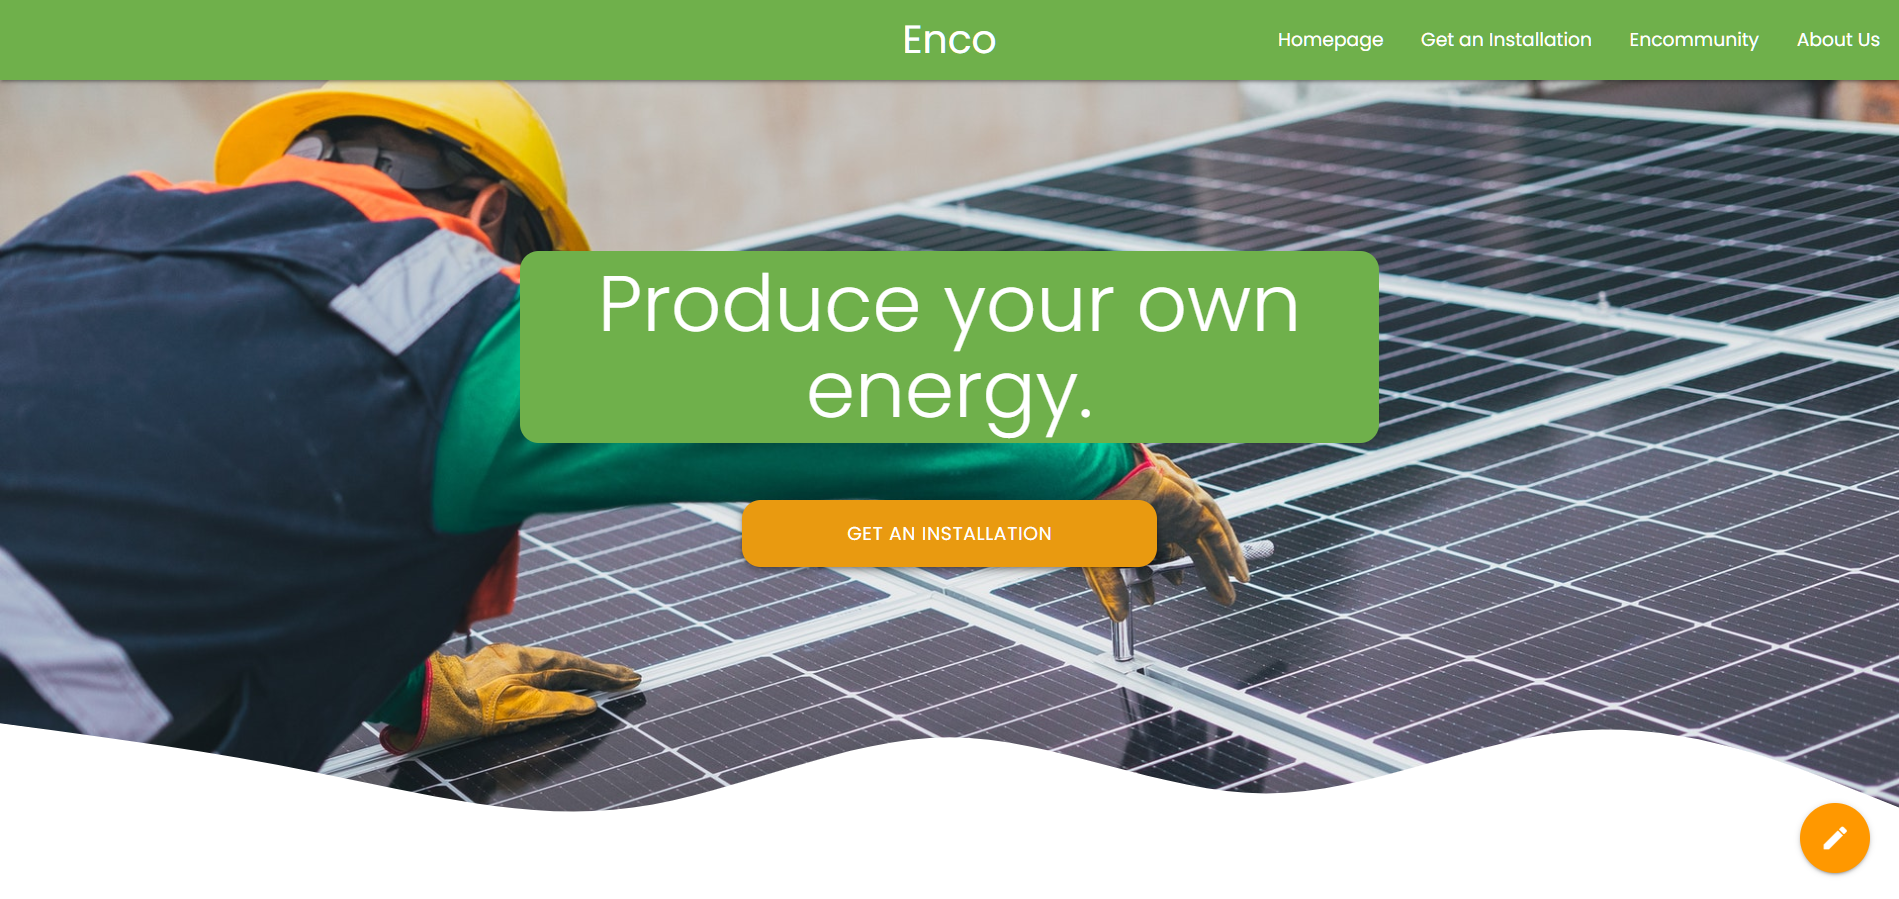 Enco
Homepage
Get an Installation
Encommunity
About Us
Produce your own
energy.
GET AN INSTALLATION